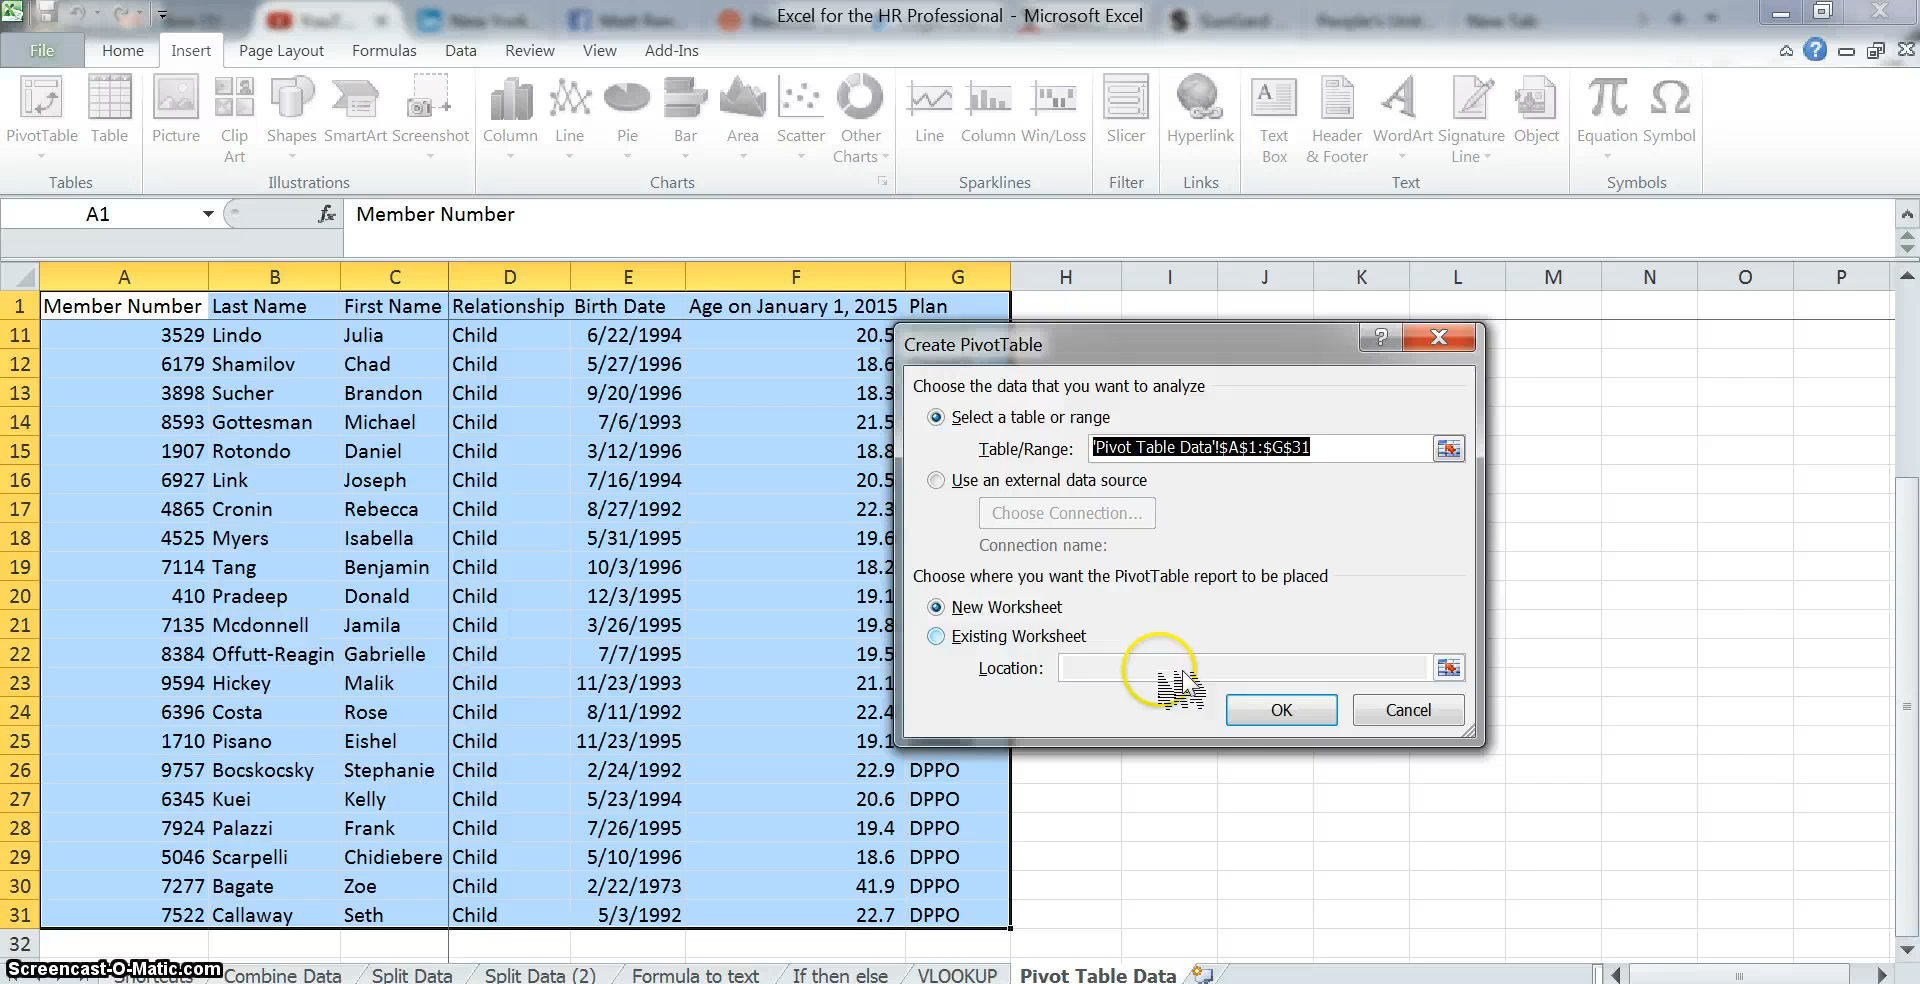 Excel for the HR Professional - Microsoft Excel
File Home Insert Page Layout Formulas Data Review View Add-Ins
PivotTable Table Picture Clip Art Shapes SmartArt Screenshot Column Line Pie Bar Area Scatter Other Charts Line Column Win/Loss Slicer Hyperlink Text Box Header & Footer WordArt Signature Line Object Equation Symbol
Tables Illustrations Charts Sparklines Filter Links Text Symbols
A1 fx Member Number
A B C D E F G H I J K L M N O P
1 Member Number Last Name First Name Relationship Birth Date Age on January 1, 2015 Plan
11 3529 Lindo Julia Child 6/22/1994 20.5
12 6179 Shamilov Chad Child 5/27/1996 18.6
13 3898 Sucher Brandon Child 9/20/1996 18.3
14 8593 Gottesman Michael Child 7/6/1993 21.5
15 1907 Rotondo Daniel Child 3/12/1996 18.8
16 6927 Link Joseph Child 7/16/1994 20.5
17 4865 Cronin Rebecca Child 8/27/1992 22.3
18 4525 Myers Isabella Child 5/31/1995 19.6
19 7114 Tang Benjamin Child 10/3/1996 18.2
20 410 Pradeep Donald Child 12/3/1995 19.1
21 7135 Mcdonnell Jamila Child 3/26/1995 19.8
22 8384 Offutt-Reagin Gabrielle Child 7/7/1995 19.5
23 9594 Hickey Malik Child 11/23/1993 21.1
24 6396 Costa Rose Child 8/11/1992 22.4
25 1710 Pisano Eishel Child 11/23/1995 19.1
26 9757 Bocskocsky Stephanie Child 2/24/1992 22.9 DPPO
27 6345 Kuei Kelly Child 5/23/1994 20.6 DPPO
28 7924 Palazzi Frank Child 7/26/1995 19.4 DPPO
29 5046 Scarpelli Chidiebere Child 5/10/1996 18.6 DPPO
30 7277 Bagate Zoe Child 2/22/1973 41.9 DPPO
31 7522 Callaway Seth Child 5/3/1992 22.7 DPPO
32
Create PivotTable
Choose the data that you want to analyze
Select a table or range
Table/Range: 'Pivot Table Data'!$A$1:$G$31
Use an external data source
Choose Connection...
Connection name:
Choose where you want the PivotTable report to be placed
New Worksheet
Existing Worksheet
Location:
OK Cancel
Screencast-O-Matic.com
Shortcuts Combine Data Split Data Split Data (2) Formula to text If then else VLOOKUP Pivot Table Data